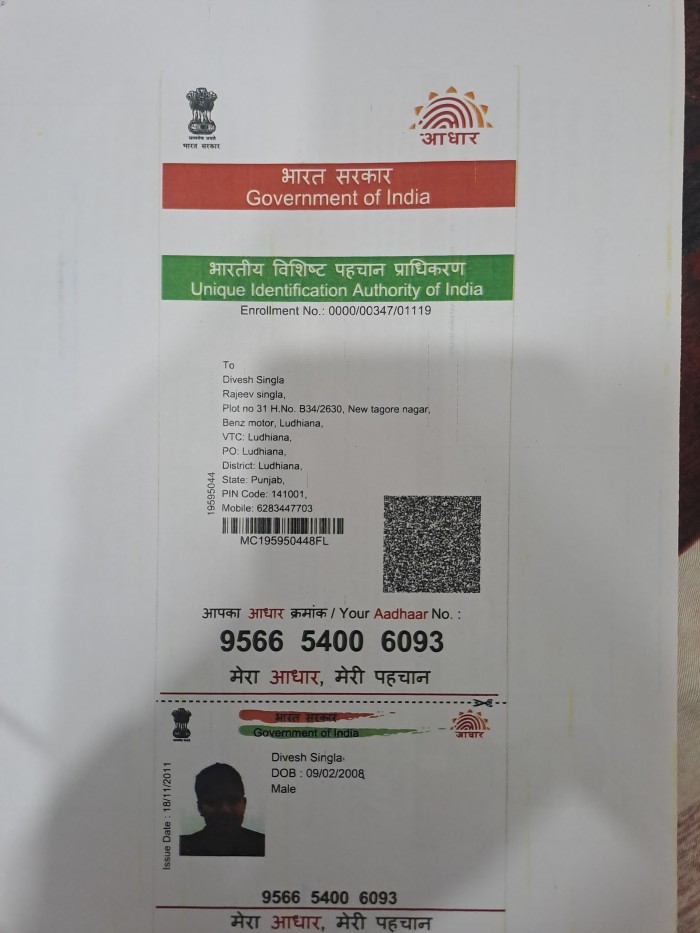 सत्यमेव जयते
भारत सरकार
आधार
भारत सरकार
Government of India
भारतीय विशिष्ट पहचान प्राधिकरण
Unique Identification Authority of India
Enrollment No.: 0000/00347/01119
To
Divesh Singla
Rajeev singla,
Plot no 31 H.No. B34/2630, New tagore nagar,
Benz motor, Ludhiana,
VTC: Ludhiana,
PO: Ludhiana,
District: Ludhiana,
State: Punjab,
PIN Code: 141001,
Mobile: 6283447703
19595044
MC195950448FL
आपका आधार क्रमांक / Your Aadhaar No. :
9566 5400 6093
मेरा आधार, मेरी पहचान
भारत सरकार
Government of India
आधार
Issue Date : 18/11/2011
Divesh Singla
DOB : 09/02/2008
Male
9566 5400 6093
मेरा आधार, मेरी पहचान